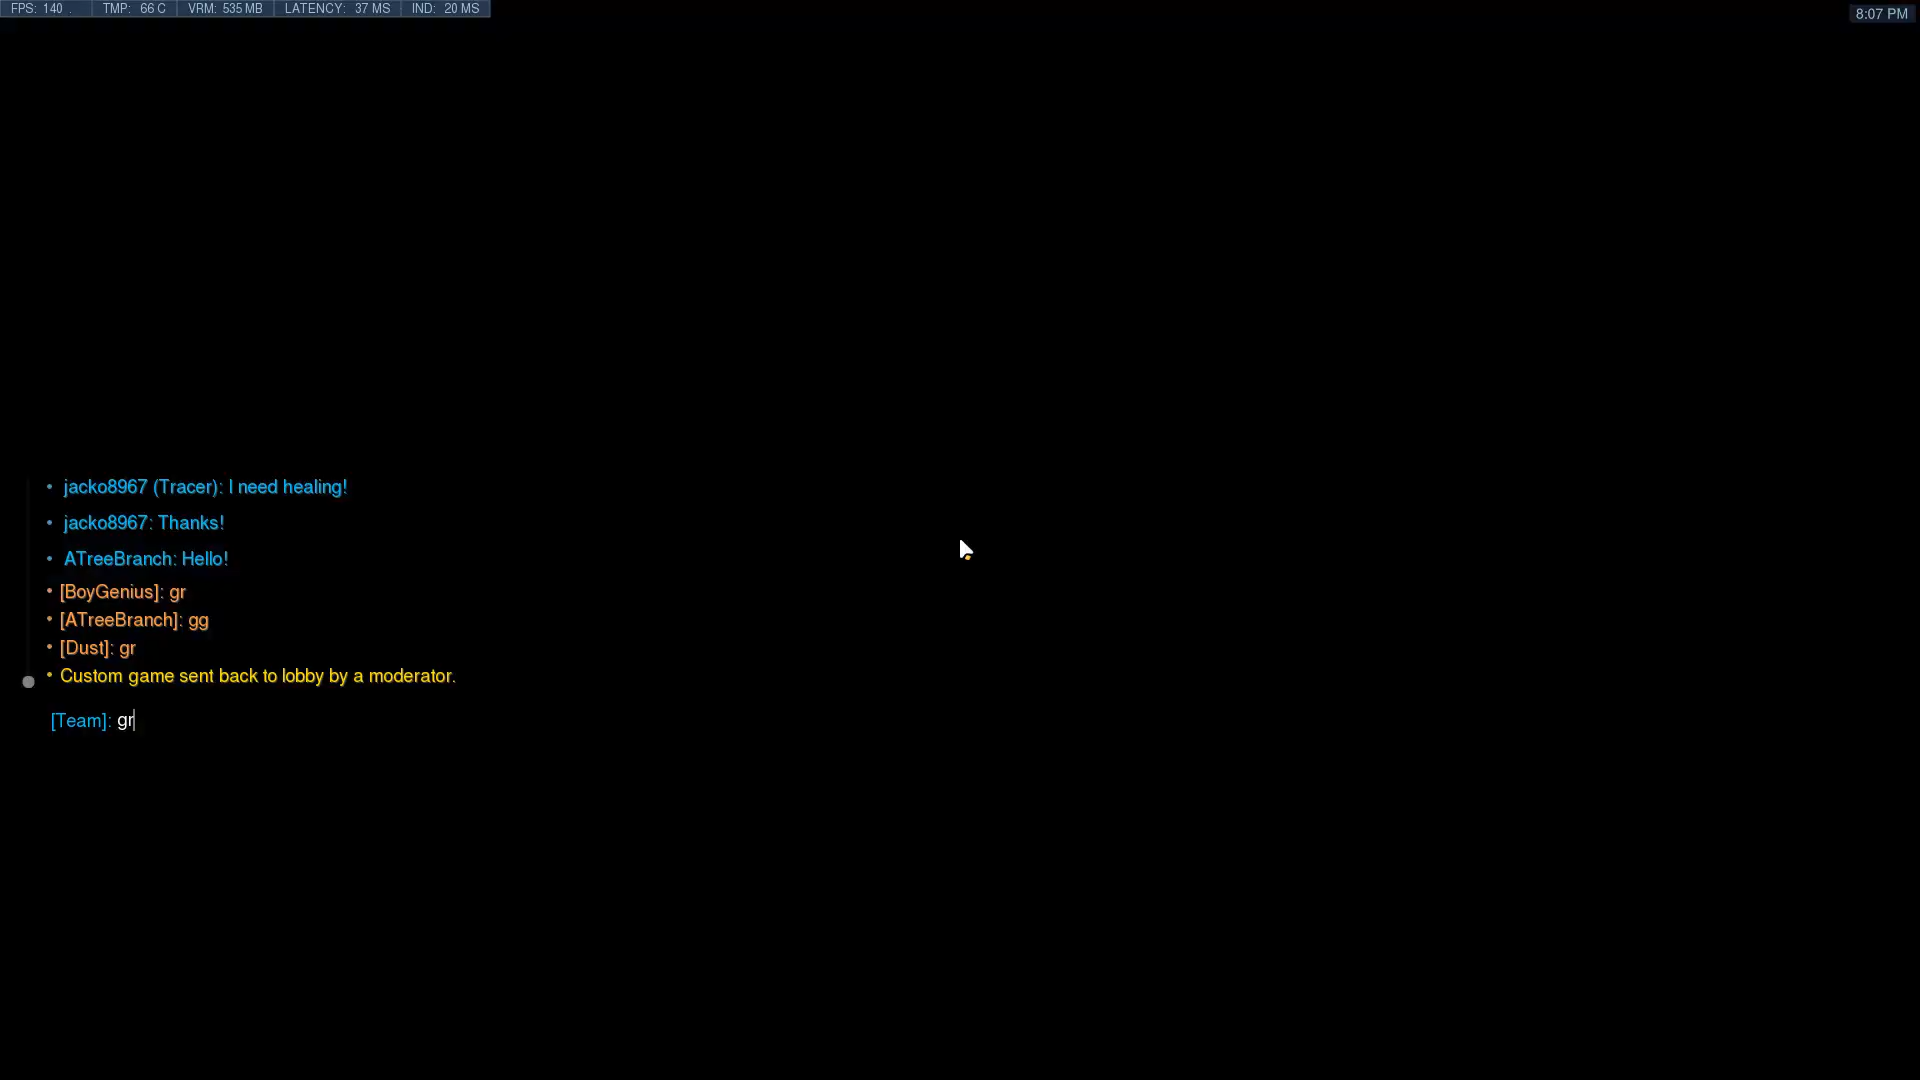 FPS: 140 . TMP: 66 C VRM: 535 MB LATENCY: 37 MS IND: 20 MS
8:07 PM
• jacko8967 (Tracer): I need healing!
• jacko8967: Thanks!
• ATreeBranch: Hello!
• [BoyGenius]: gr
• [ATreeBranch]: gg
• [Dust]: gr
• Custom game sent back to lobby by a moderator.
[Team]: gr